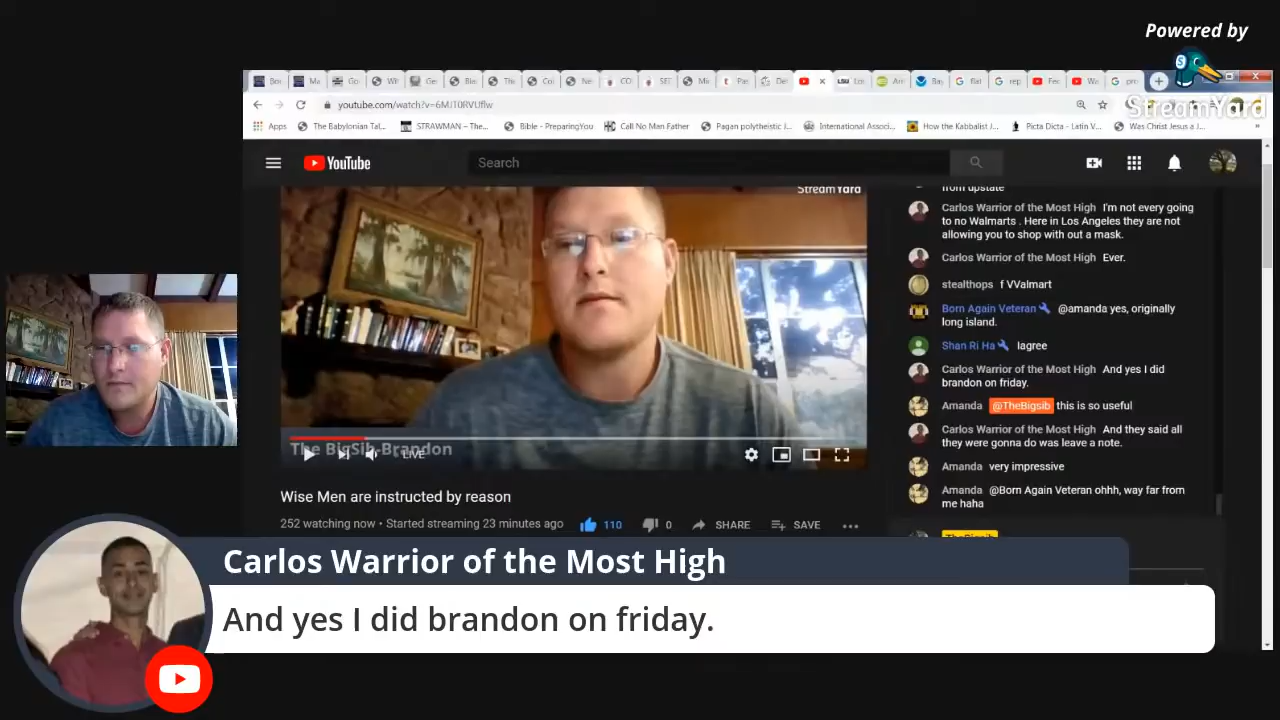 Powered by
StreamYard
youtube.com/watch?v=6MJT0RVUflw
Apps
The Babylonian Tal...
STRAWMAN - The...
Bible - PreparingYou
Call No Man Father
Pagan polytheistic J...
International Associ...
How the Kabbalist J...
Picta Dicta - Latin V...
Was Christ Jesus a J...
YouTube
Search
StreamYard
The BigSib-Brandon
LIVE
Wise Men are instructed by reason
252 watching now • Started streaming 23 minutes ago
110
0
SHARE
SAVE
from upstate
Carlos Warrior of the Most High I'm not every going
to no Walmarts . Here in Los Angeles they are not
allowing you to shop with out a mask.
Carlos Warrior of the Most High Ever.
stealthops f VValmart
Born Again Veteran @amanda yes, originally
long island.
Shan Ri Ha Iagree
Carlos Warrior of the Most High And yes I did
brandon on friday.
Amanda @TheBigsib this is so useful
Carlos Warrior of the Most High And they said all
they were gonna do was leave a note.
Amanda very impressive
Amanda @Born Again Veteran ohhh, way far from
me haha
TheBigsib
Carlos Warrior of the Most High
And yes I did brandon on friday.